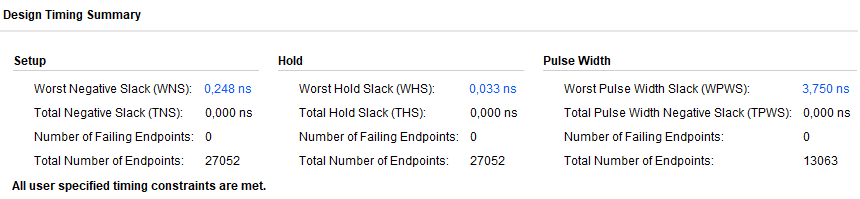 Design Timing Summary
Setup Hold Pulse Width
Worst Negative Slack (WNS): 0,248 ns Worst Hold Slack (WHS): 0,033 ns Worst Pulse Width Slack (WPWS): 3,750 ns
Total Negative Slack (TNS): 0,000 ns Total Hold Slack (THS): 0,000 ns Total Pulse Width Negative Slack (TPWS): 0,000 ns
Number of Failing Endpoints: 0 Number of Failing Endpoints: 0 Number of Failing Endpoints: 0
Total Number of Endpoints: 27052 Total Number of Endpoints: 27052 Total Number of Endpoints: 13063
All user specified timing constraints are met.